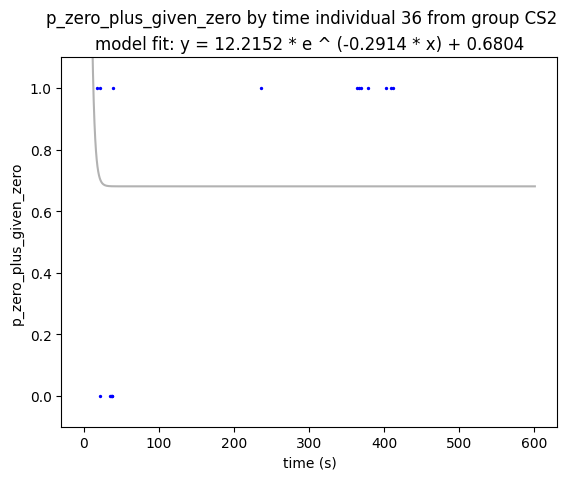 p_zero_plus_given_zero by time individual 36 from group CS2
model fit: y = 12.2152 * e ^ (-0.2914 * x) + 0.6804
1.0
0.8
0.6
0.4
0.2
0.0
p_zero_plus_given_zero
0 100 200 300 400 500 600
time (s)